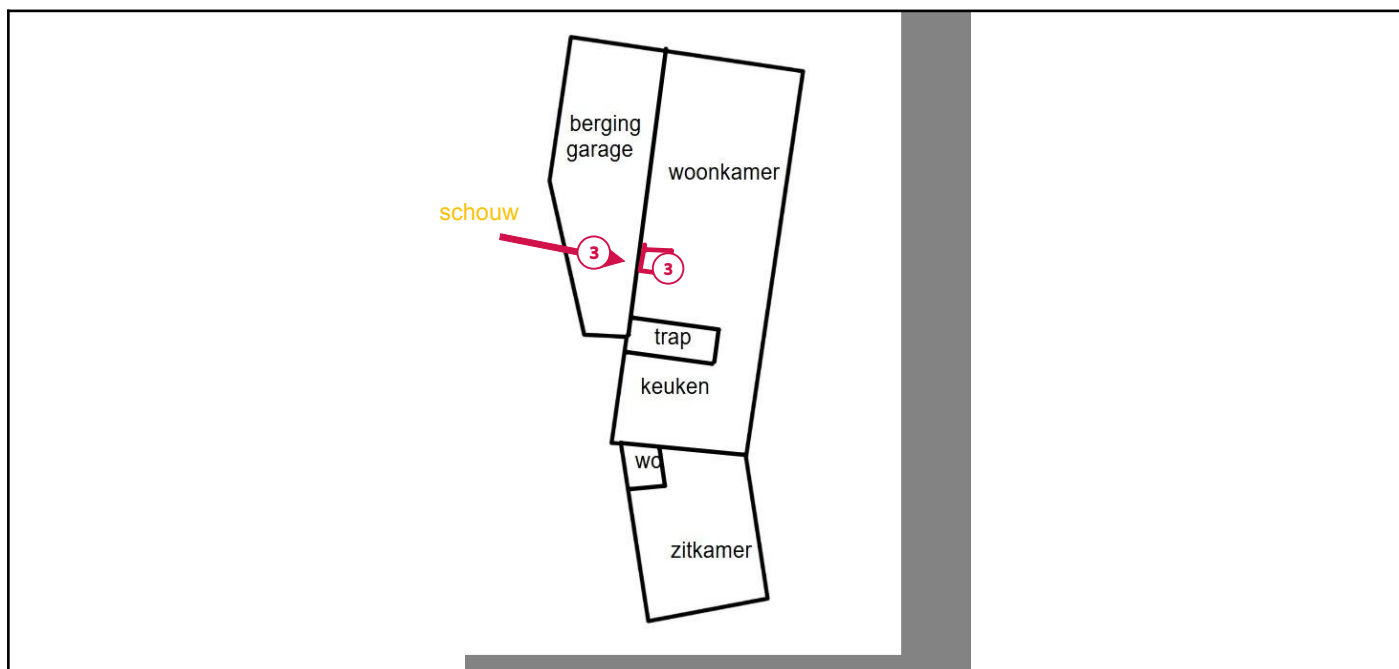 berging
garage
woonkamer
schouw
3
3
trap
keuken
wc
zitkamer